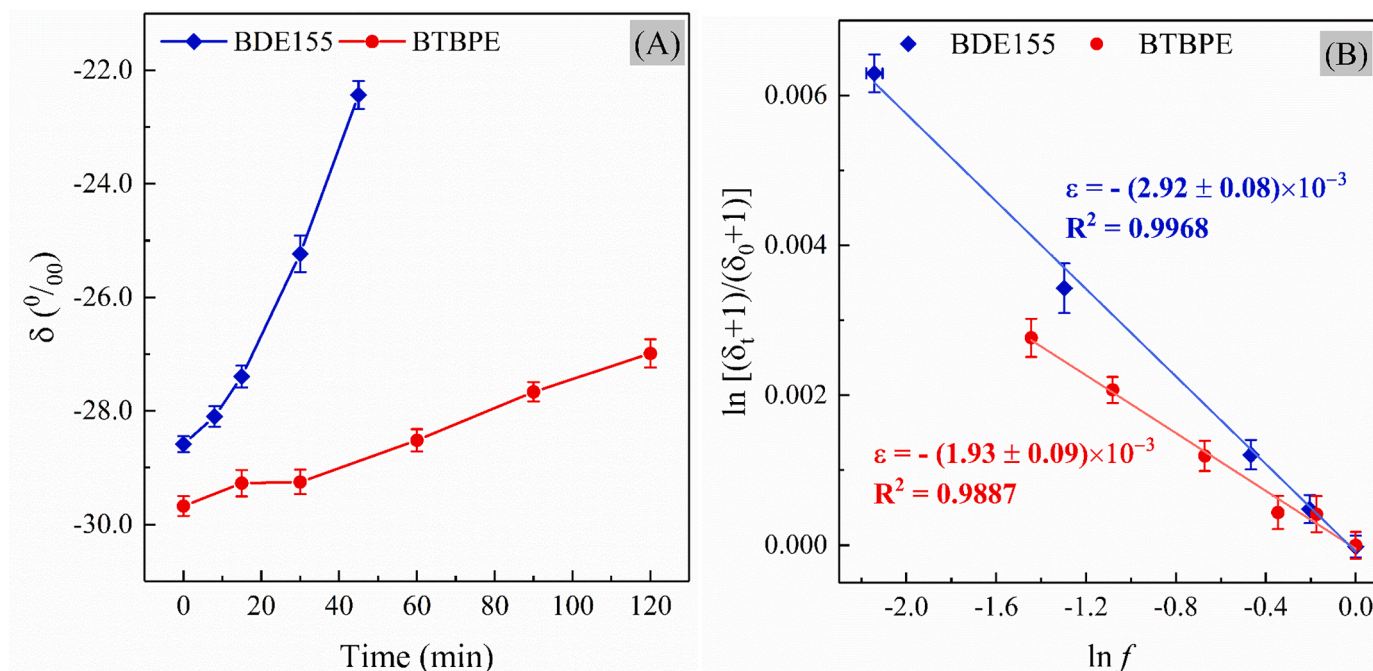 BDE155 BTBPE (A)
-22.0
-24.0
-26.0
-28.0
-30.0
δ (⁰/₀₀)
0 20 40 60 80 100 120
Time (min)
BDE155 BTBPE (B)
0.006
0.004
0.002
0.000
ln [(δₜ+1)/(δ₀+1)]
ε = - (2.92 ± 0.08)×10⁻³
R² = 0.9968
ε = - (1.93 ± 0.09)×10⁻³
R² = 0.9887
-2.0 -1.6 -1.2 -0.8 -0.4 0.0
ln f